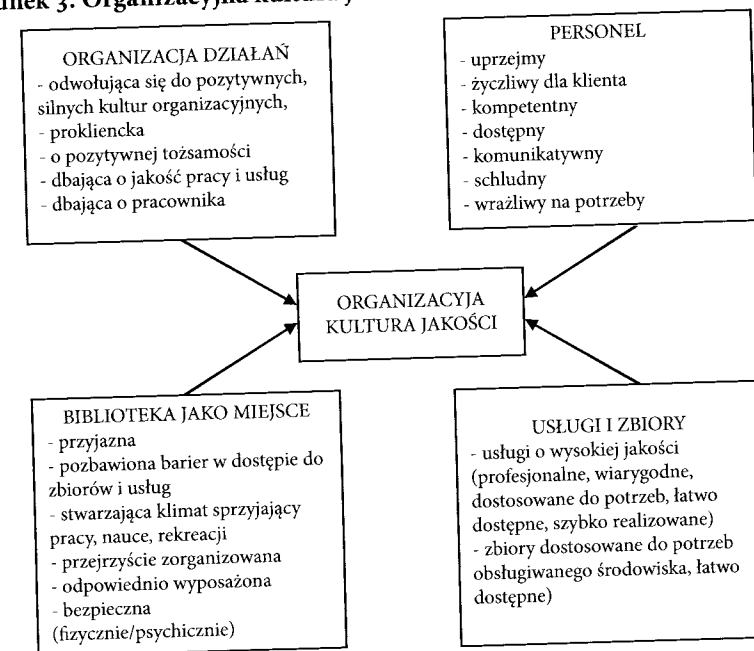 3. Organizacyjna
ORGANIZACJA DZIAŁAŃ
- odwołująca się do pozytywnych,
silnych kultur organizacyjnych,
- prokliencka
- o pozytywnej tożsamości
- dbająca o jakość pracy i usług
- dbająca o pracownika
PERSONEL
- uprzejmy
- życzliwy dla klienta
- kompetentny
- dostępny
- komunikatywny
- schludny
- wrażliwy na potrzeby
ORGANIZACYJA
KULTURA JAKOŚCI
BIBLIOTEKA JAKO MIEJSCE
- przyjazna
- pozbawiona barier w dostępie do
zbiorów i usług
- stwarzająca klimat sprzyjający
pracy, nauce, rekreacji
- przejrzyście zorganizowana
- odpowiednio wyposażona
- bezpieczna
(fizycznie/psychicznie)
USŁUGI I ZBIORY
- usługi o wysokiej jakości
(profesjonalne, wiarygodne,
dostosowane do potrzeb, łatwo
dostępne, szybko realizowane)
- zbiory dostosowane do potrzeb
obsługiwanego środowiska, łatwo
dostępne)